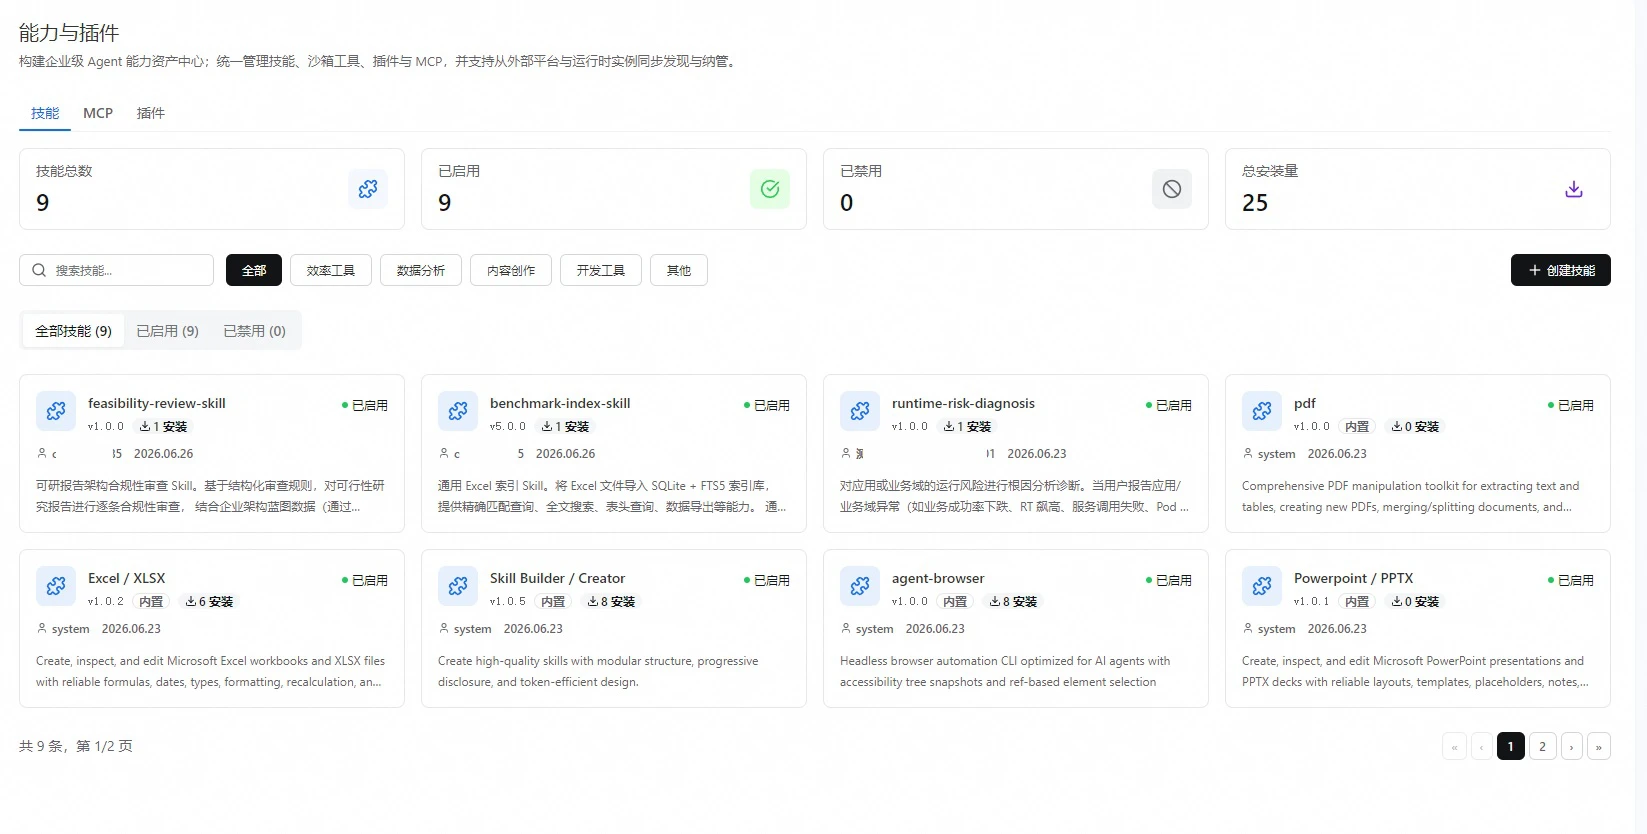 能力与插件
构建企业级 Agent 能力资产中心；统一管理技能、沙箱工具、插件与 MCP，并支持从外部平台与运行时实例同步发现与纳管。
技能 MCP 插件
技能总数 已启用 已禁用 总安装量
9 9 0 25
搜索技能... 全部 效率工具 数据分析 内容创作 开发工具 其他 + 创建技能
全部技能 (9) 已启用 (9) 已禁用 (0)
feasibility-review-skill 已启用
v1.0.0 1 安装
c 35 2026.06.26
可研报告架构合规性审查 Skill。基于结构化审查规则，对可行性研
究报告进行逐条合规性审查， 结合企业架构蓝图数据（通过...
benchmark-index-skill 已启用
v5.0.0 1 安装
c 5 2026.06.26
通用 Excel 索引 Skill。将 Excel 文件导入 SQLite + FTS5 索引库，
提供精确匹配查询、全文搜索、表头查询、数据导出等能力。 通...
runtime-risk-diagnosis 已启用
v1.0.0 1 安装
1 2026.06.23
对应用或业务域的运行风险进行根因分析诊断。当用户报告应用/
业务域异常（如业务成功率下跌、RT 飙高、服务调用失败、Pod ...
pdf 已启用
v1.0.0 内置 0 安装
system 2026.06.23
Comprehensive PDF manipulation toolkit for extracting text and
tables, creating new PDFs, merging/splitting documents, and...
Excel / XLSX 已启用
v1.0.2 内置 6 安装
system 2026.06.23
Create, inspect, and edit Microsoft Excel workbooks and XLSX files
with reliable formulas, dates, types, formatting, recalculation, an...
Skill Builder / Creator 已启用
v1.0.5 内置 8 安装
system 2026.06.23
Create high-quality skills with modular structure, progressive
disclosure, and token-efficient design.
agent-browser 已启用
v1.0.0 内置 8 安装
system 2026.06.23
Headless browser automation CLI optimized for AI agents with
accessibility tree snapshots and ref-based element selection
Powerpoint / PPTX 已启用
v1.0.1 内置 0 安装
system 2026.06.23
Create, inspect, and edit Microsoft PowerPoint presentations and
PPTX decks with reliable layouts, templates, placeholders, notes,...
共 9 条，第 1/2 页 « ‹ 1 2 › »